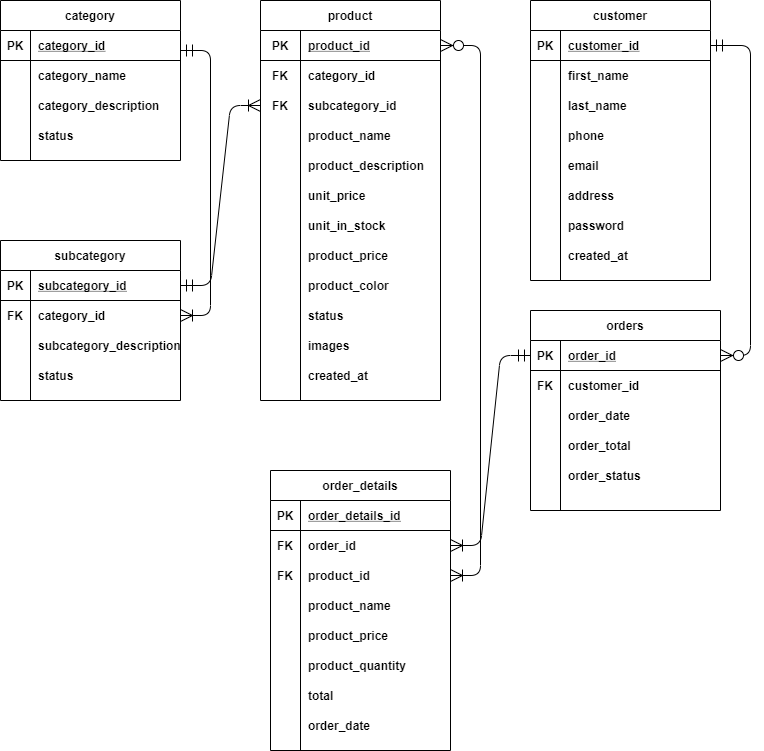 category
PK category_id
category_name
category_description
status
subcategory
PK subcategory_id
FK category_id
subcategory_description
status
product
PK product_id
FK category_id
FK subcategory_id
product_name
product_description
unit_price
unit_in_stock
product_price
product_color
status
images
created_at
customer
PK customer_id
first_name
last_name
phone
email
address
password
created_at
orders
PK order_id
FK customer_id
order_date
order_total
order_status
order_details
PK order_details_id
FK order_id
FK product_id
product_name
product_price
product_quantity
total
order_date